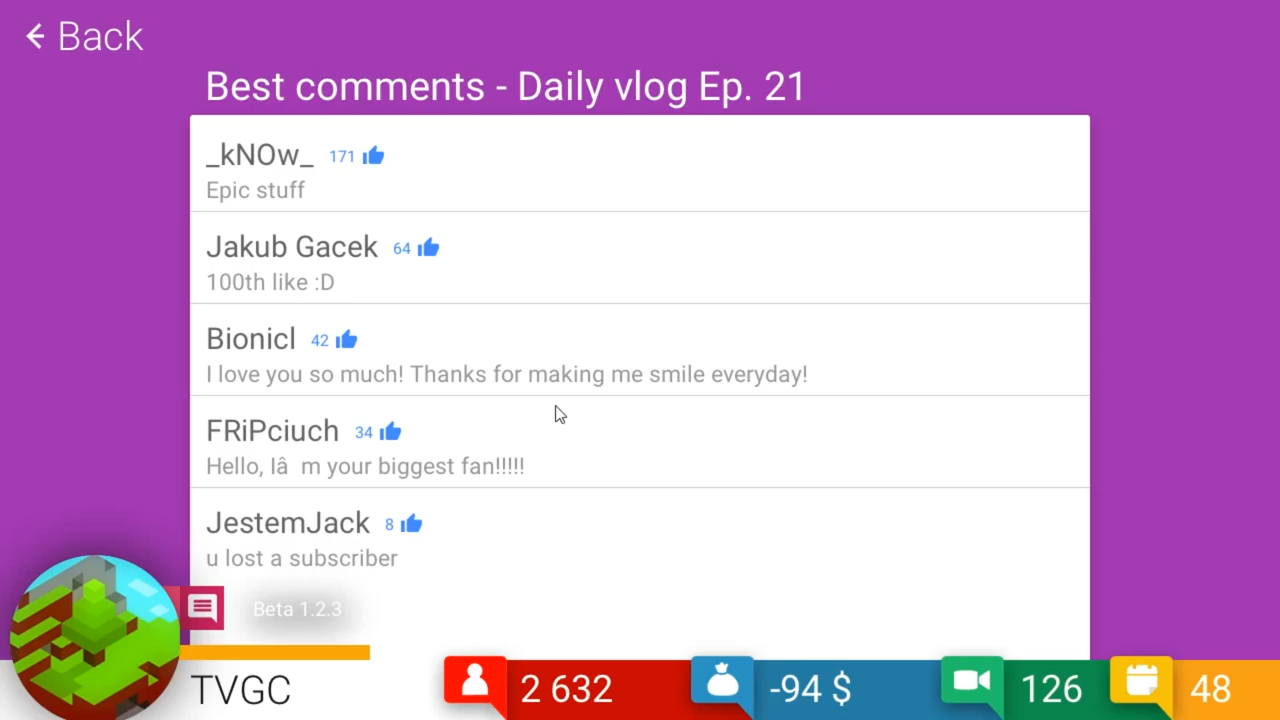 Back
Best comments - Daily vlog Ep. 21
_kNOw_ 171
Epic stuff
Jakub Gacek 64
100th like :D
Bionicl 42
I love you so much! Thanks for making me smile everyday!
FRiPciuch 34
Hello, Iâ  m your biggest fan!!!!!
JestemJack 8
u lost a subscriber
Beta 1.2.3
TVGC
2 632
-94 $
126
48